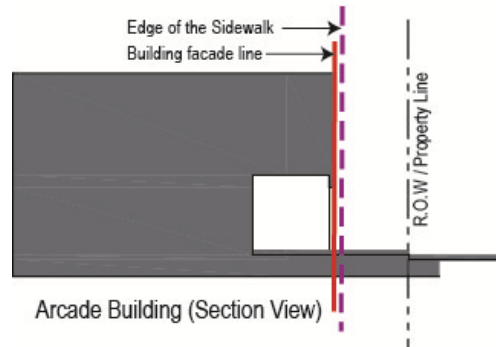 Edge of the Sidewalk
Building facade line
R.O.W / Property Line
Arcade Building (Section View)